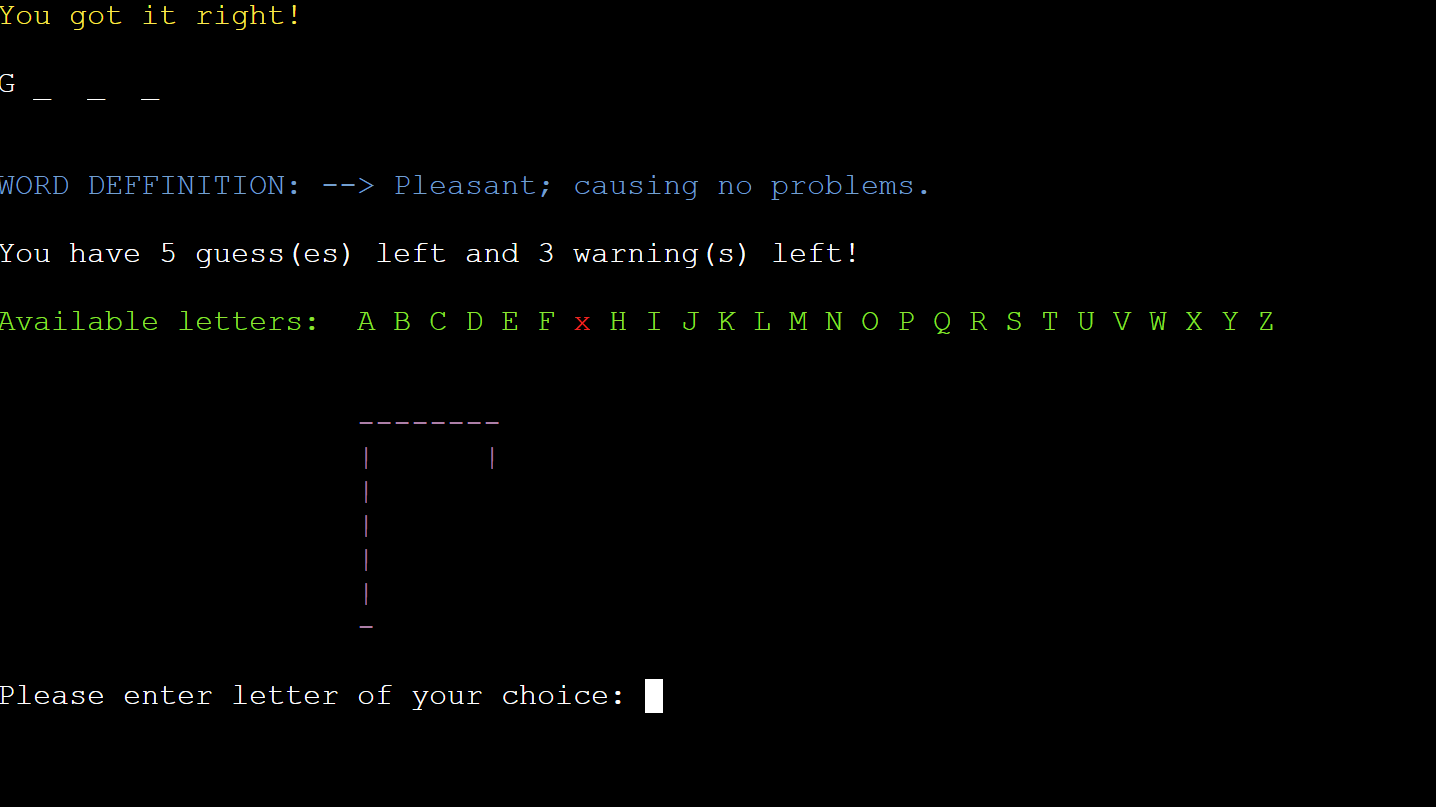 You got it right!
G _ _ _
WORD DEFFINITION: --> Pleasant; causing no problems.
You have 5 guess(es) left and 3 warning(s) left!
Available letters: A B C D E F x H I J K L M N O P Q R S T U V W X Y Z
--------
|      |
|
|
|
|
-
Please enter letter of your choice: